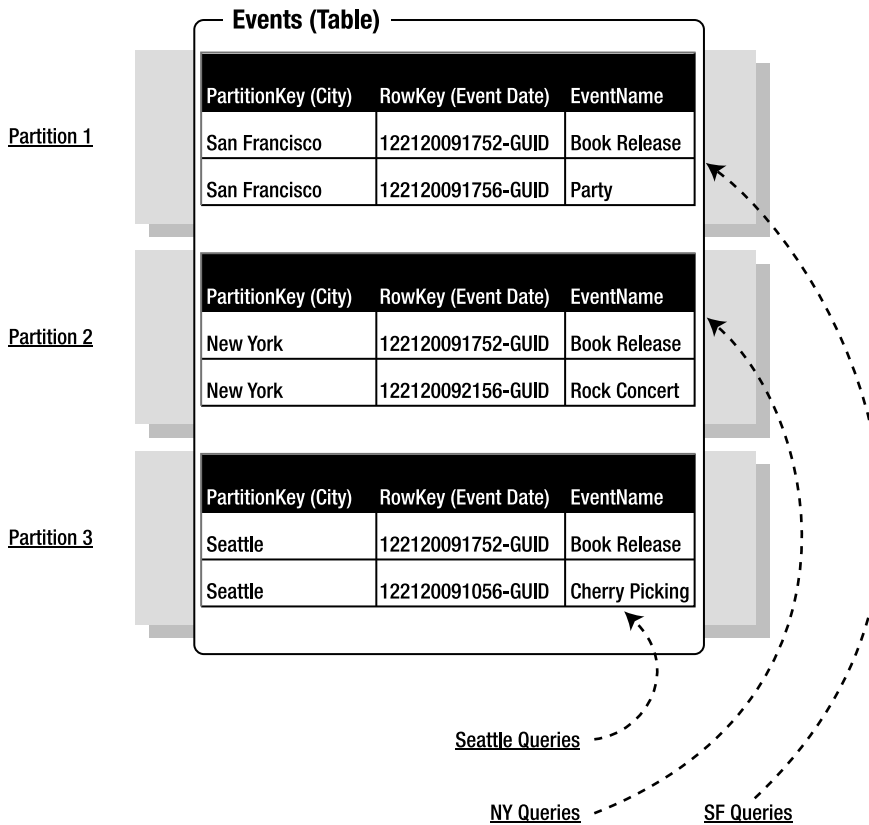 Events (Table)
PartitionKey (City) RowKey (Event Date) EventName
Partition 1
San Francisco 122120091752-GUID Book Release
San Francisco 122120091756-GUID Party
PartitionKey (City) RowKey (Event Date) EventName
Partition 2
New York 122120091752-GUID Book Release
New York 122120092156-GUID Rock Concert
PartitionKey (City) RowKey (Event Date) EventName
Partition 3
Seattle 122120091752-GUID Book Release
Seattle 122120091056-GUID Cherry Picking
Seattle Queries
NY Queries
SF Queries